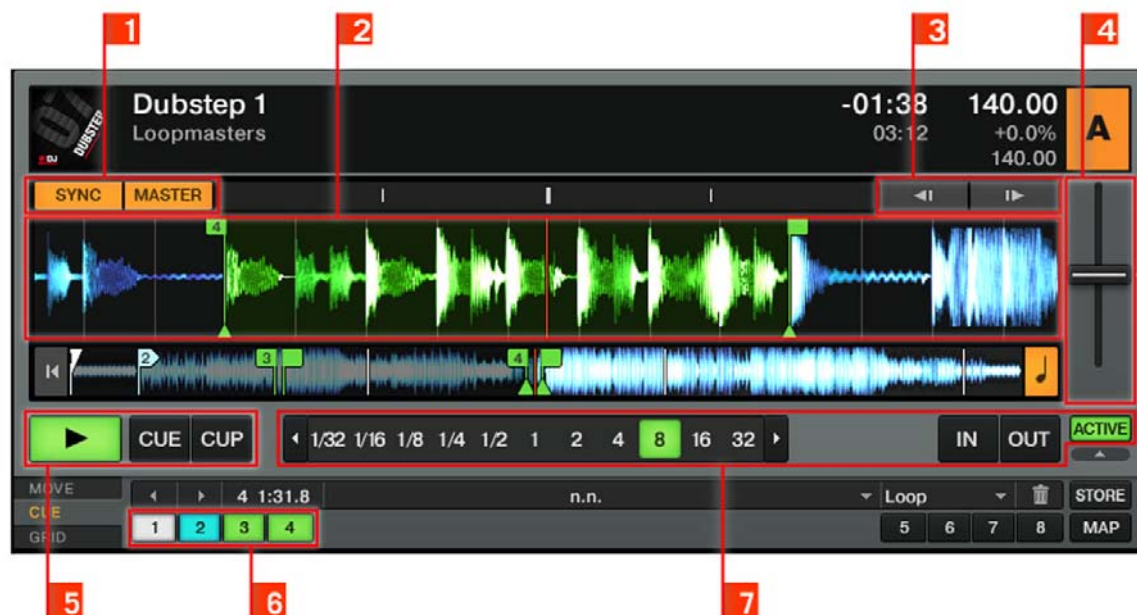 1 2 3 4
Dubstep 1
Loopmasters
-01:38 140.00
03:12 +0.0%
140.00
A
DUBSTEP
DJ
SYNC MASTER
4
2 3 4
CUE CUP
1/32 1/16 1/8 1/4 1/2 1 2 4 8 16 32
IN OUT
ACTIVE
MOVE
CUE
GRID
4 1:31.8 n.n. Loop STORE
1 2 3 4 5 6 7 8 MAP
5 6 7